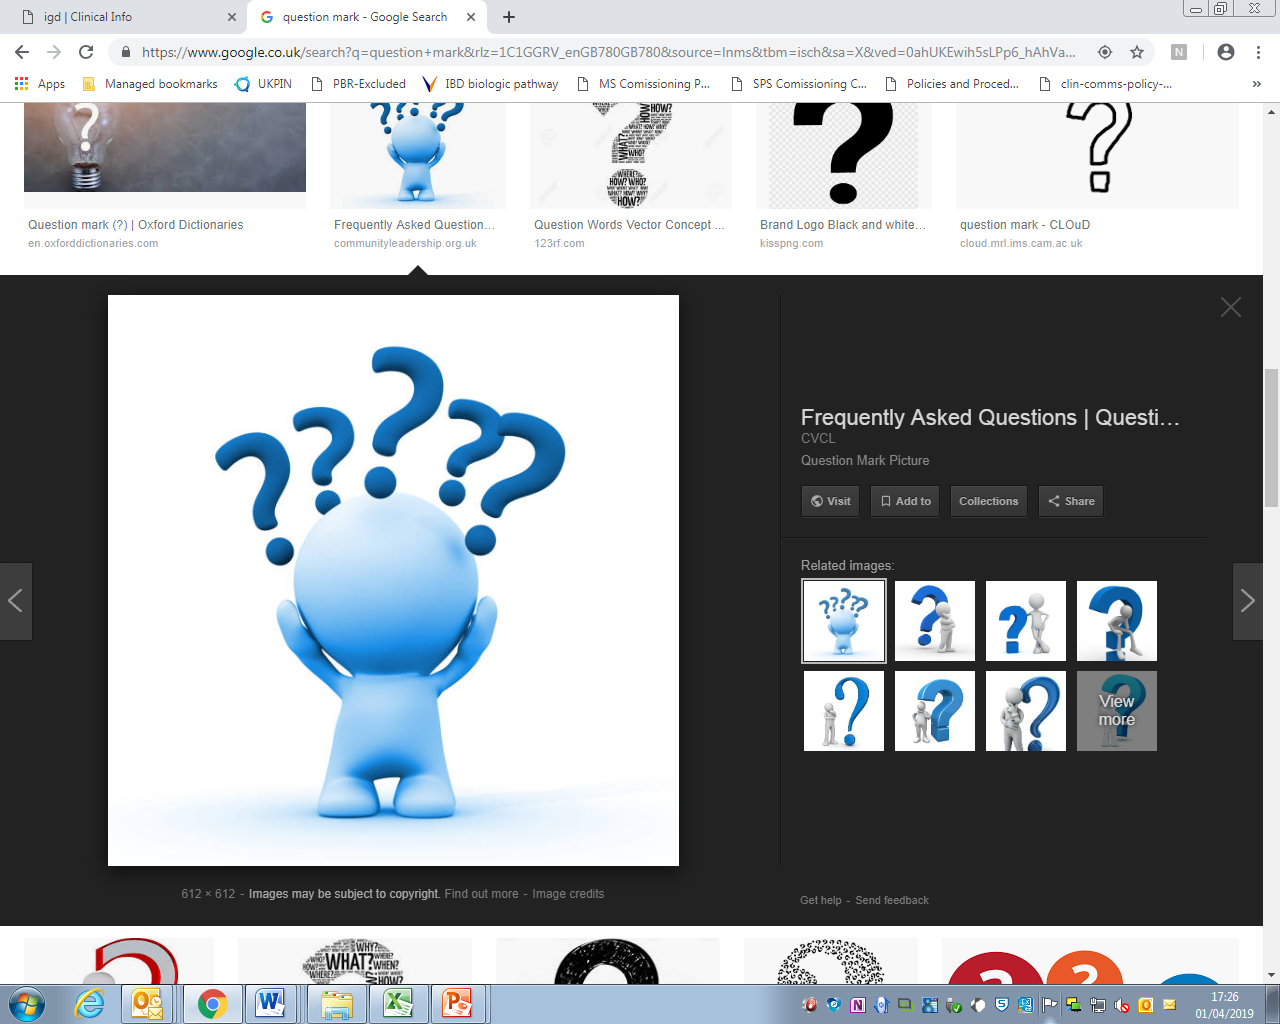 igd | Clinical Info
question mark - Google Search
https://www.google.co.uk/search?q=question+mark&rlz=1C1GGRV_enGB780GB780&source=lnms&tbm=isch&sa=X&ved=0ahUKEwih5sLPp6_hAhVa...
N
Apps
Managed bookmarks
UKPIN
PBR-Excluded
IBD biologic pathway
MS Comissioning P...
SPS Comissioning C...
Policies and Proced...
clin-comms-policy-...
»
Question mark (?) | Oxford Dictionaries
en.oxforddictionaries.com
Frequently Asked Question...
communityleadership.org.uk
Question Words Vector Concept ...
123rf.com
Brand Logo Black and white...
kisspng.com
question mark - CLOuD
cloud.mrl.ims.cam.ac.uk
Frequently Asked Questions | Questi...
CVCL
Question Mark Picture
Visit
Add to
Collections
Share
Related images:
View
more
612 × 612 - Images may be subject to copyright. Find out more - Image credits
Get help - Send feedback
WHAT?
17:26
01/04/2019